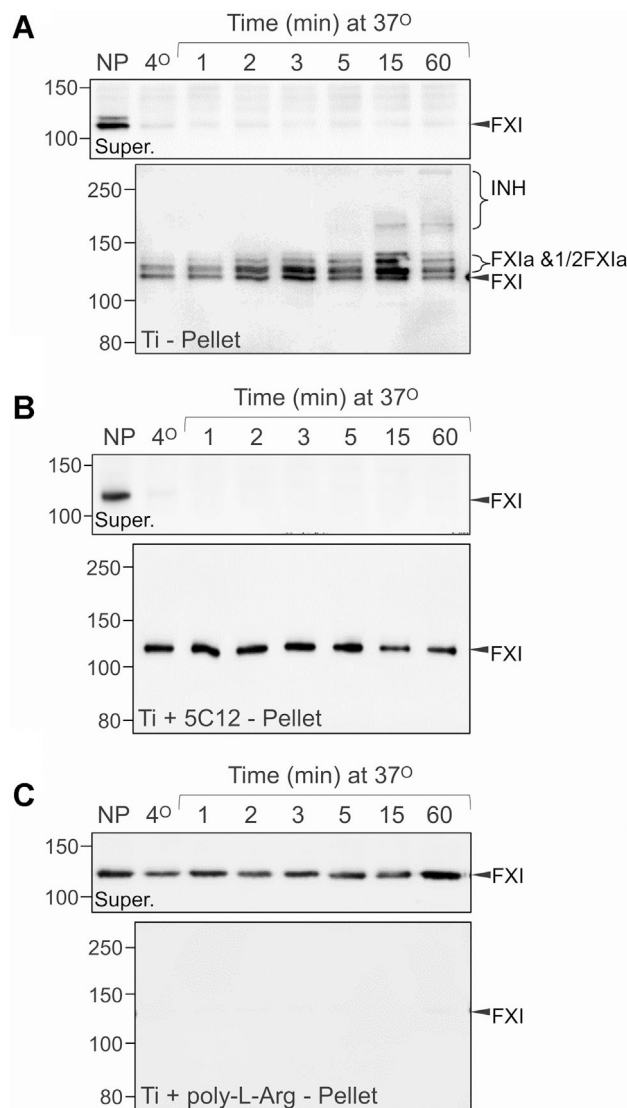 A
Time (min) at 37º
NP 4º 1 2 3 5 15 60
150
100
FXI
Super.
250
150
100
80
INH
FXIa &1/2FXIa
FXI
Ti - Pellet
B
Time (min) at 37º
NP 4º 1 2 3 5 15 60
150
100
FXI
Super.
250
150
100
80
FXI
Ti + 5C12 - Pellet
C
Time (min) at 37º
NP 4º 1 2 3 5 15 60
150
100
FXI
Super.
250
150
100
80
FXI
Ti + poly-L-Arg - Pellet